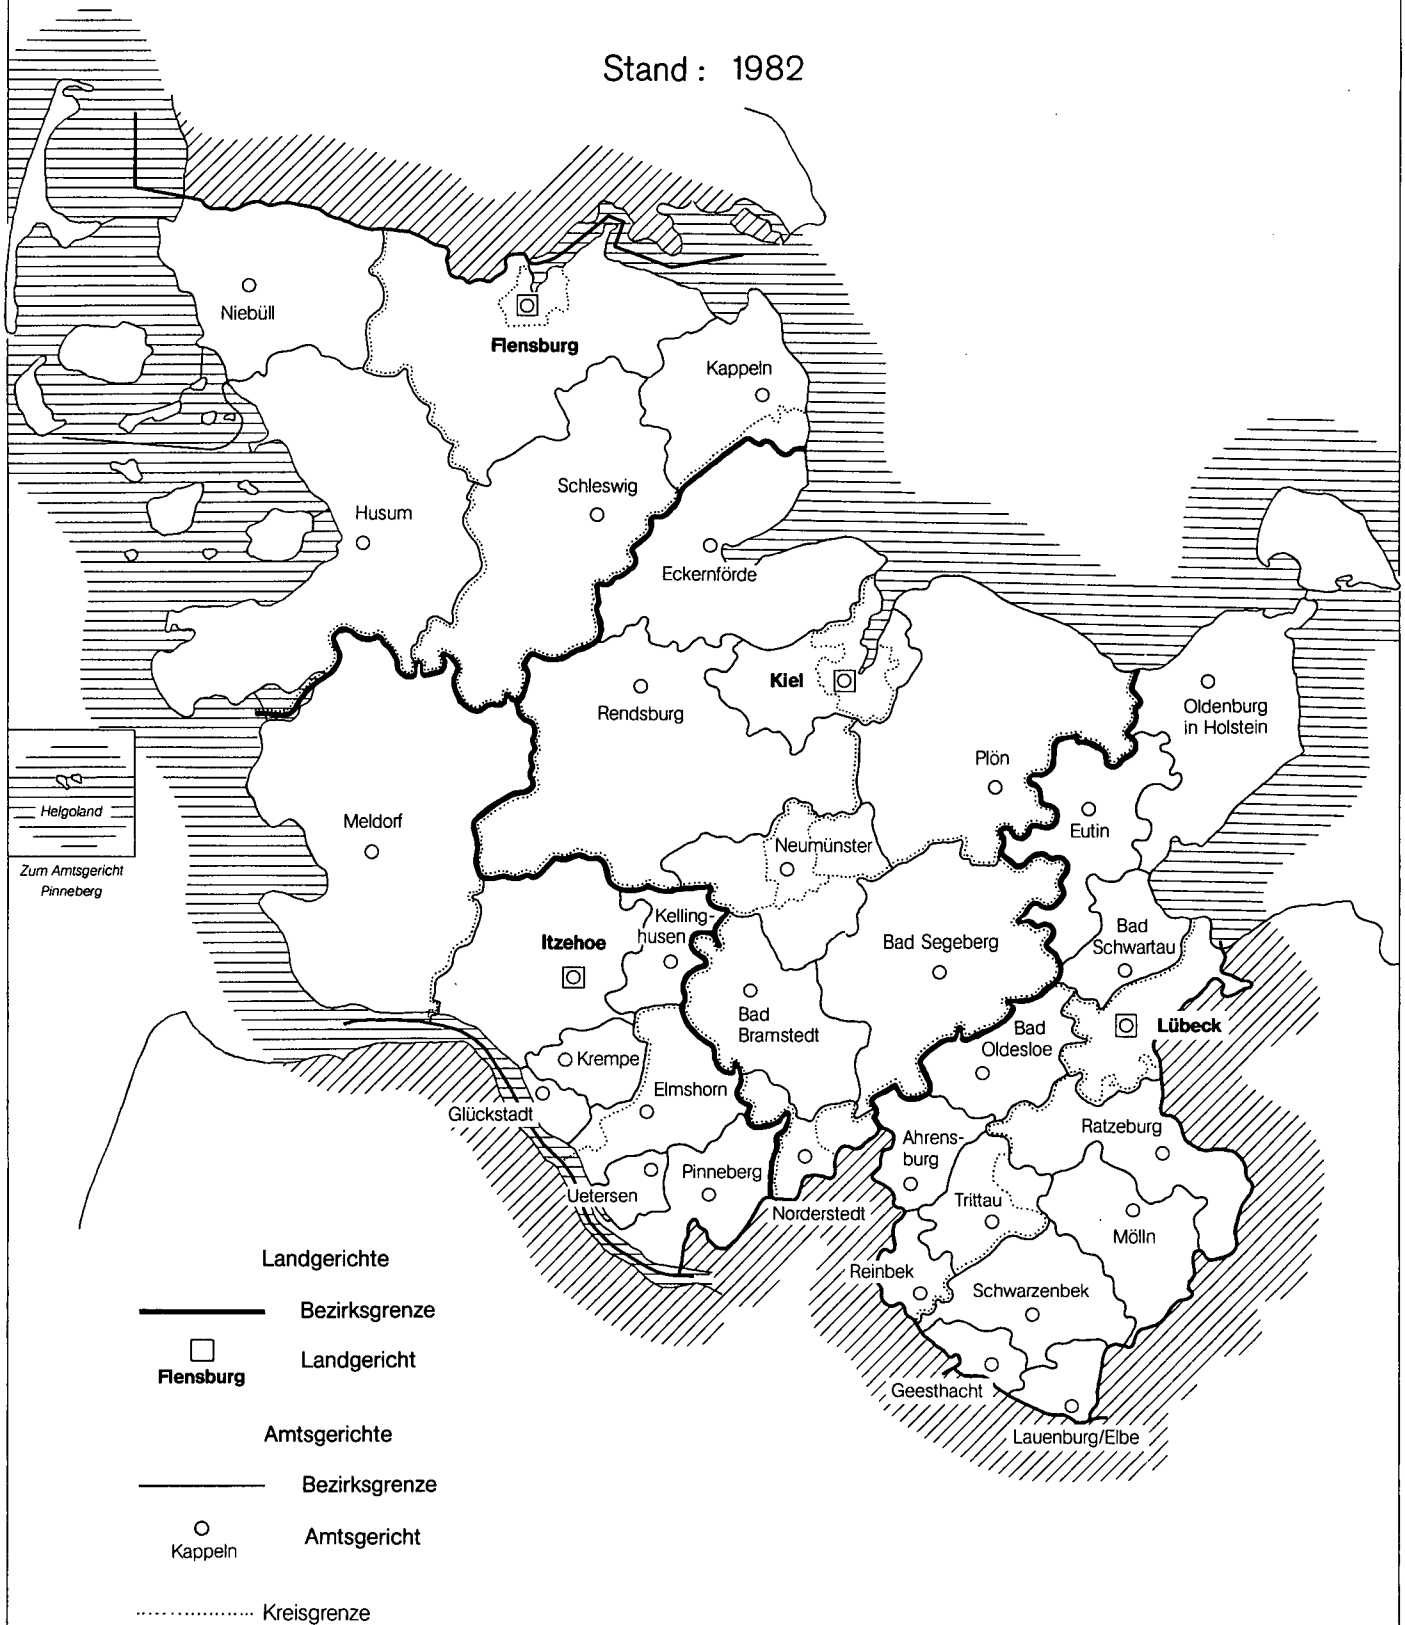 Stand : 1982
Niebüll
Flensburg
Kappeln
Schleswig
Husum
Eckernförde
Kiel
Rendsburg
Oldenburg
in Holstein
Plön
Helgoland
Zum Amtsgericht
Pinneberg
Meldorf
Eutin
Neumünster
Kelling-
husen
Itzehoe
Bad Segeberg
Bad
Schwartau
Bad
Bramstedt
Bad
Oldesloe
Lübeck
Krempe
Elmshorn
Glückstadt
Ratzeburg
Ahrens-
burg
Pinneberg
Uetersen
Norderstedt
Trittau
Mölln
Reinbek
Schwarzenbek
Geesthacht
Lauenburg/Elbe
Landgerichte
Bezirksgrenze
Landgericht
Flensburg
Amtsgerichte
Bezirksgrenze
Amtsgericht
Kappeln
Kreisgrenze